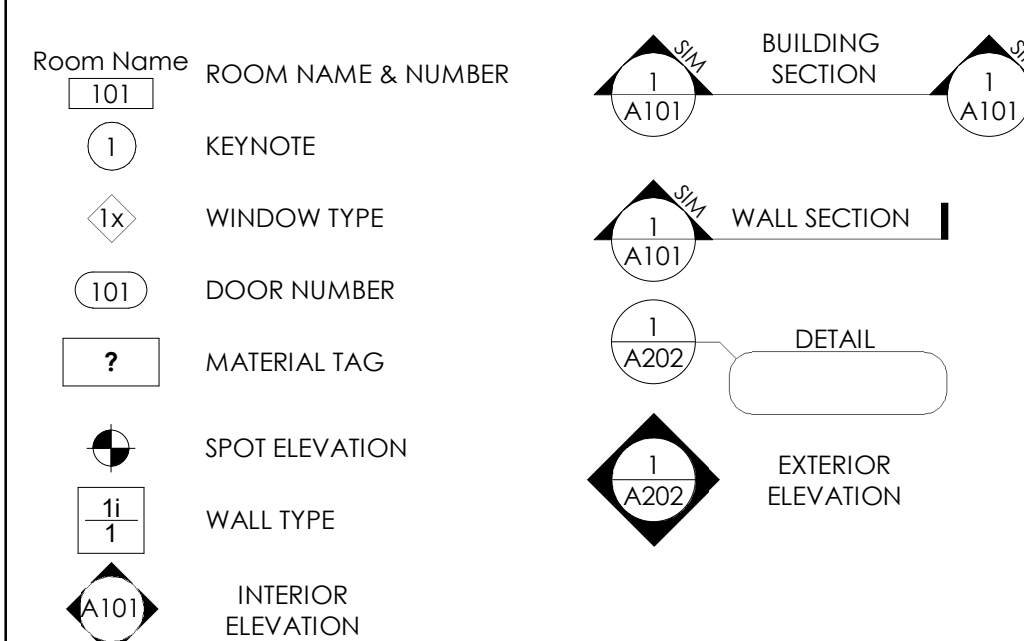 Room Name
101
ROOM NAME & NUMBER
1
KEYNOTE
1x
WINDOW TYPE
101
DOOR NUMBER
?
MATERIAL TAG
SPOT ELEVATION
1i
1
WALL TYPE
A101
INTERIOR
ELEVATION
1
A101
SIM
BUILDING
SECTION
1
A101
1
A101
SIM
WALL SECTION
1
A202
DETAIL
1
A202
EXTERIOR
ELEVATION